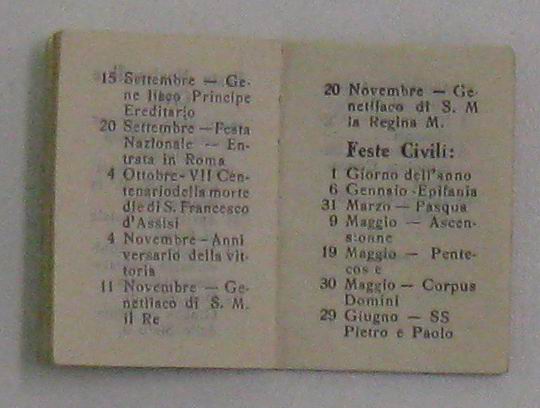 15 Settembre — Ge-
ne liaco Principe
Ereditario
20 Settembre — Festa
Nazionale — En-
trata in Roma
4 Ottobre - VII Cen-
tenario della morte
di e di S. Francesco
d'Assisi
4 Novembre - Anni
versario della vit-
toria
11 Novembre — Ge-
netliaco di S. M.
il Re
20 Novembre — Ge-
netliaco di S. M
la Regina M.
Feste Civili:
1 Giorno dell'anno
6 Gennaio - Epifania
31 Marzo — Pasqua
9 Maggio — Ascen-
sionne
19 Maggio — Pente-
cos e
30 Maggio — Corpus
Domini
29 Giugno — SS
Pietro e Paolo